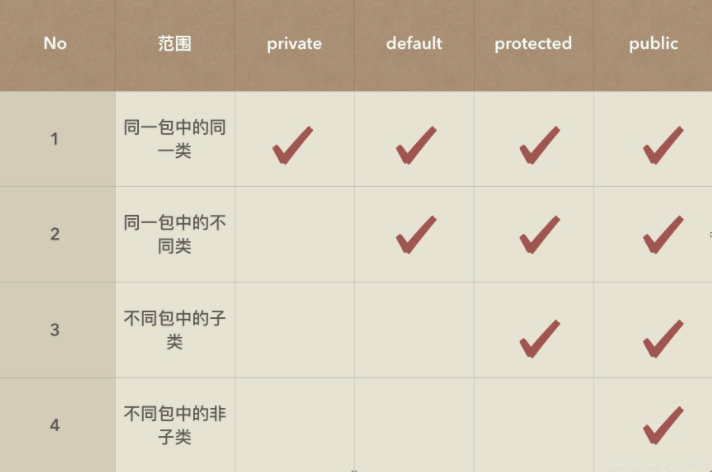 No 范围 private default protected public
1 同一包中的同
一类
2 同一包中的不
同类
3 不同包中的子
类
4 不同包中的非
子类